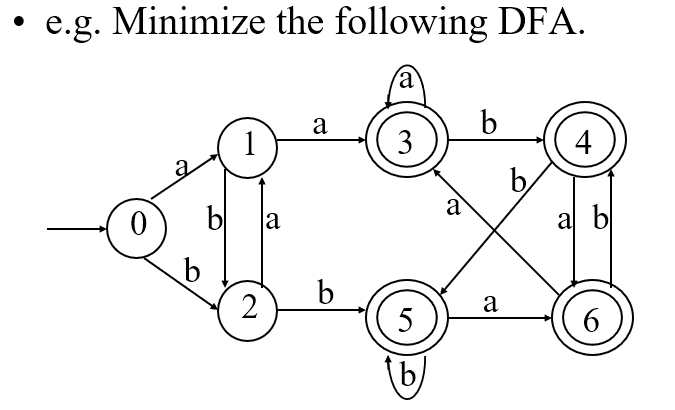 • e.g. Minimize the following DFA.
a
a b
1 3 4
a b
0 b a a a b
b
2 b 5 a 6
b